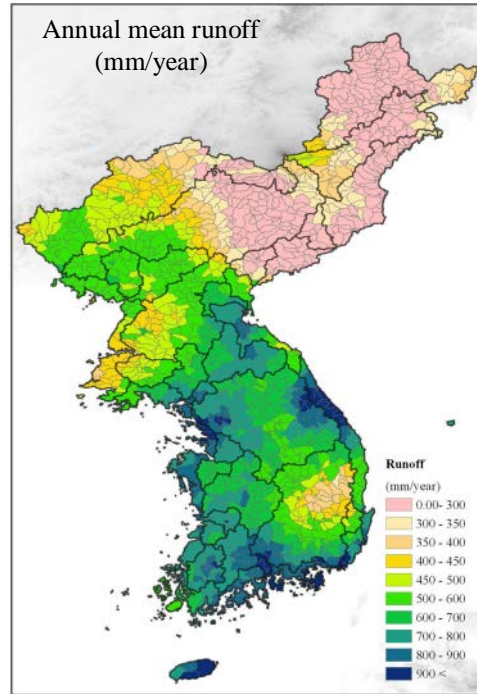 Annual mean runoff
(mm/year)
Runoff
(mm/year)
0.00- 300
300 - 350
350 - 400
400 - 450
450 - 500
500 - 600
600 - 700
700 - 800
800 - 900
900 <